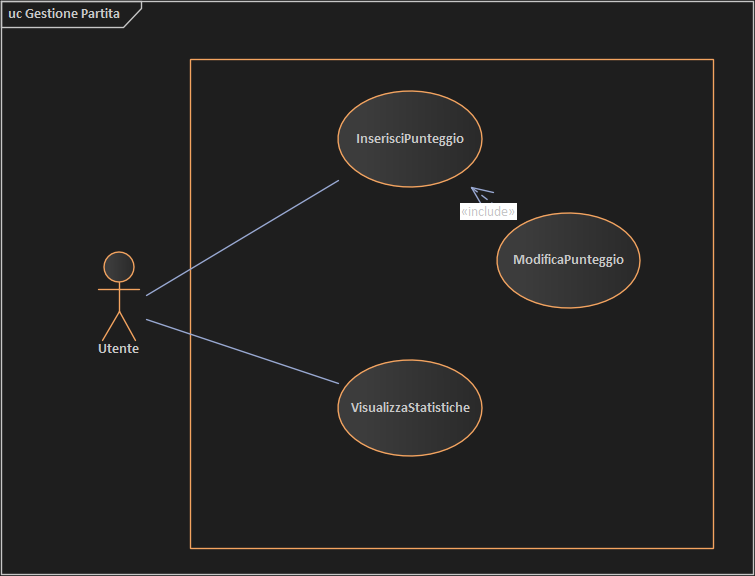 uc Gestione Partita
InserisciPunteggio
«include»
ModificaPunteggio
Utente
VisualizzaStatistiche